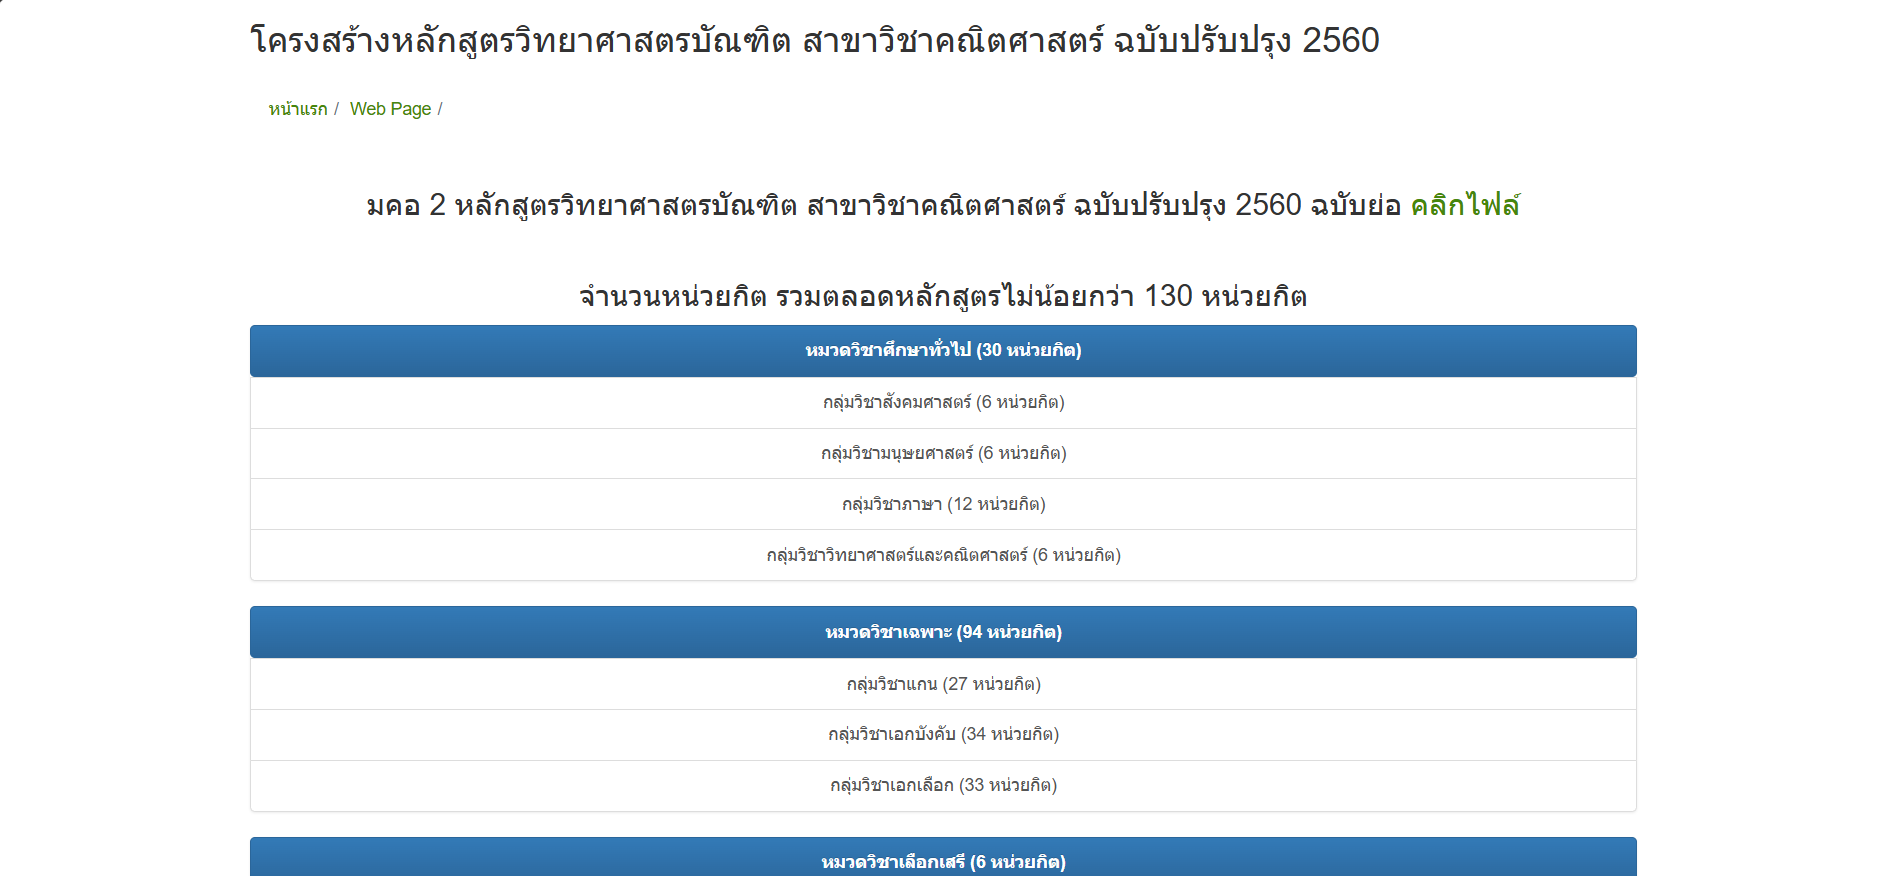 โครงสร้างหลักสูตรวิทยาศาสตรบัณฑิต สาขาวิชาคณิตศาสตร์ ฉบับปรับปรุง 2560
หน้าแรก / Web Page /
มคอ 2 หลักสูตรวิทยาศาสตรบัณฑิต สาขาวิชาคณิตศาสตร์ ฉบับปรับปรุง 2560 ฉบับย่อ คลิกไฟล์
จำนวนหน่วยกิต รวมตลอดหลักสูตรไม่น้อยกว่า 130 หน่วยกิต
หมวดวิชาศึกษาทั่วไป (30 หน่วยกิต)
กลุ่มวิชาสังคมศาสตร์ (6 หน่วยกิต)
กลุ่มวิชามนุษยศาสตร์ (6 หน่วยกิต)
กลุ่มวิชาภาษา (12 หน่วยกิต)
กลุ่มวิชาวิทยาศาสตร์และคณิตศาสตร์ (6 หน่วยกิต)
หมวดวิชาเฉพาะ (94 หน่วยกิต)
กลุ่มวิชาแกน (27 หน่วยกิต)
กลุ่มวิชาเอกบังคับ (34 หน่วยกิต)
กลุ่มวิชาเอกเลือก (33 หน่วยกิต)
หมวดวิชาเลือกเสรี (6 หน่วยกิต)